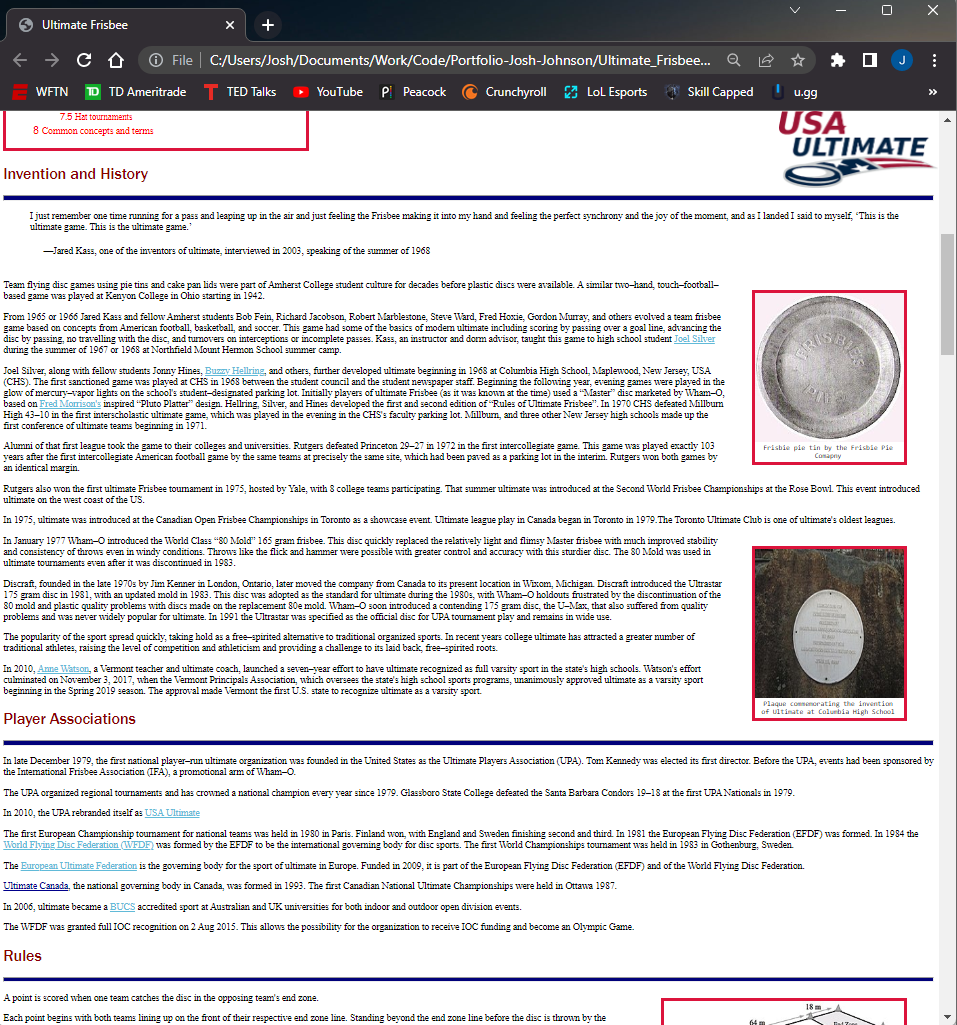 Ultimate Frisbee
File
C:/Users/Josh/Documents/Work/Code/Portfolio-Josh-Johnson/Ultimate_Frisbee...
J
WFTN
TD Ameritrade
TED Talks
YouTube
Peacock
Crunchyroll
LoL Esports
Skill Capped
u.gg
»
7.5 Hat tournaments
8 Common concepts and terms
USA
ULTIMATE
Invention and History
I just remember one time running for a pass and leaping up in the air and just feeling the Frisbee making it into my hand and feeling the perfect synchrony and the joy of the moment, and as I landed I said to myself, ‘This is the
ultimate game. This is the ultimate game.’
—Jared Kass, one of the inventors of ultimate, interviewed in 2003, speaking of the summer of 1968
Team flying disc games using pie tins and cake pan lids were part of Amherst College student culture for decades before plastic discs were available. A similar two–hand, touch–football–
based game was played at Kenyon College in Ohio starting in 1942.
From 1965 or 1966 Jared Kass and fellow Amherst students Bob Fein, Richard Jacobson, Robert Marblestone, Steve Ward, Fred Hoxie, Gordon Murray, and others evolved a team frisbee
game based on concepts from American football, basketball, and soccer. This game had some of the basics of modern ultimate including scoring by passing over a goal line, advancing the
disc by passing, no travelling with the disc, and turnovers on interceptions or incomplete passes. Kass, an instructor and dorm advisor, taught this game to high school student Joel Silver
during the summer of 1967 or 1968 at Northfield Mount Hermon School summer camp.
Joel Silver, along with fellow students Jonny Hines, Buzzy Hellring, and others, further developed ultimate beginning in 1968 at Columbia High School, Maplewood, New Jersey, USA
(CHS). The first sanctioned game was played at CHS in 1968 between the student council and the student newspaper staff. Beginning the following year, evening games were played in the
glow of mercury–vapor lights on the school's student–designated parking lot. Initially players of ultimate Frisbee (as it was known at the time) used a “Master” disc marketed by Wham–O,
based on Fred Morrison's inspired “Pluto Platter” design. Hellring, Silver, and Hines developed the first and second edition of “Rules of Ultimate Frisbee”. In 1970 CHS defeated Millburn
High 43–10 in the first interscholastic ultimate game, which was played in the evening in the CHS's faculty parking lot. Millburn, and three other New Jersey high schools made up the
first conference of ultimate teams beginning in 1971.
Alumni of that first league took the game to their colleges and universities. Rutgers defeated Princeton 29–27 in 1972 in the first intercollegiate game. This game was played exactly 103
years after the first intercollegiate American football game by the same teams at precisely the same site, which had been paved as a parking lot in the interim. Rutgers won both games by
an identical margin.
FRISBIE'S
PIES
Frisbie pie tin by the Frisbie Pie
Comapny
Rutgers also won the first ultimate Frisbee tournament in 1975, hosted by Yale, with 8 college teams participating. That summer ultimate was introduced at the Second World Frisbee Championships at the Rose Bowl. This event introduced
ultimate on the west coast of the US.
In 1975, ultimate was introduced at the Canadian Open Frisbee Championships in Toronto as a showcase event. Ultimate league play in Canada began in Toronto in 1979.The Toronto Ultimate Club is one of ultimate's oldest leagues.
In January 1977 Wham–O introduced the World Class “80 Mold” 165 gram frisbee. This disc quickly replaced the relatively light and flimsy Master frisbee with much improved stability
and consistency of throws even in windy conditions. Throws like the flick and hammer were possible with greater control and accuracy with this sturdier disc. The 80 Mold was used in
ultimate tournaments even after it was discontinued in 1983.
Discraft, founded in the late 1970s by Jim Kenner in London, Ontario, later moved the company from Canada to its present location in Wixom, Michigan. Discraft introduced the Ultrastar
175 gram disc in 1981, with an updated mold in 1983. This disc was adopted as the standard for ultimate during the 1980s, with Wham–O holdouts frustrated by the discontinuation of the
80 mold and plastic quality problems with discs made on the replacement 80e mold. Wham–O soon introduced a contending 175 gram disc, the U–Max, that also suffered from quality
problems and was never widely popular for ultimate. In 1991 the Ultrastar was specified as the official disc for UPA tournament play and remains in wide use.
The popularity of the sport spread quickly, taking hold as a free–spirited alternative to traditional organized sports. In recent years college ultimate has attracted a greater number of
traditional athletes, raising the level of competition and athleticism and providing a challenge to its laid back, free–spirited roots.
In 2010, Anne Watson, a Vermont teacher and ultimate coach, launched a seven–year effort to have ultimate recognized as full varsity sport in the state's high schools. Watson's effort
culminated on November 3, 2017, when the Vermont Principals Association, which oversees the state's high school sports programs, unanimously approved ultimate as a varsity sport
beginning in the Spring 2019 season. The approval made Vermont the first U.S. state to recognize ultimate as a varsity sport.
Plaque commemorating the invention
of Ultimate at Columbia High School
Player Associations
In late December 1979, the first national player–run ultimate organization was founded in the United States as the Ultimate Players Association (UPA). Tom Kennedy was elected its first director. Before the UPA, events had been sponsored by
the International Frisbee Association (IFA), a promotional arm of Wham–O.
The UPA organized regional tournaments and has crowned a national champion every year since 1979. Glassboro State College defeated the Santa Barbara Condors 19–18 at the first UPA Nationals in 1979.
In 2010, the UPA rebranded itself as USA Ultimate
The first European Championship tournament for national teams was held in 1980 in Paris. Finland won, with England and Sweden finishing second and third. In 1981 the European Flying Disc Federation (EFDF) was formed. In 1984 the
World Flying Disc Federation (WFDF) was formed by the EFDF to be the international governing body for disc sports. The first World Championships tournament was held in 1983 in Gothenburg, Sweden.
The European Ultimate Federation is the governing body for the sport of ultimate in Europe. Funded in 2009, it is part of the European Flying Disc Federation (EFDF) and of the World Flying Disc Federation.
Ultimate Canada, the national governing body in Canada, was formed in 1993. The first Canadian National Ultimate Championships were held in Ottawa 1987.
In 2006, ultimate became a BUCS accredited sport at Australian and UK universities for both indoor and outdoor open division events.
The WFDF was granted full IOC recognition on 2 Aug 2015. This allows the possibility for the organization to receive IOC funding and become an Olympic Game.
Rules
A point is scored when one team catches the disc in the opposing team's end zone.
Each point begins with both teams lining up on the front of their respective end zone line. Standing beyond the end zone line before the disc is thrown by the
18 m
64 m
End Zone